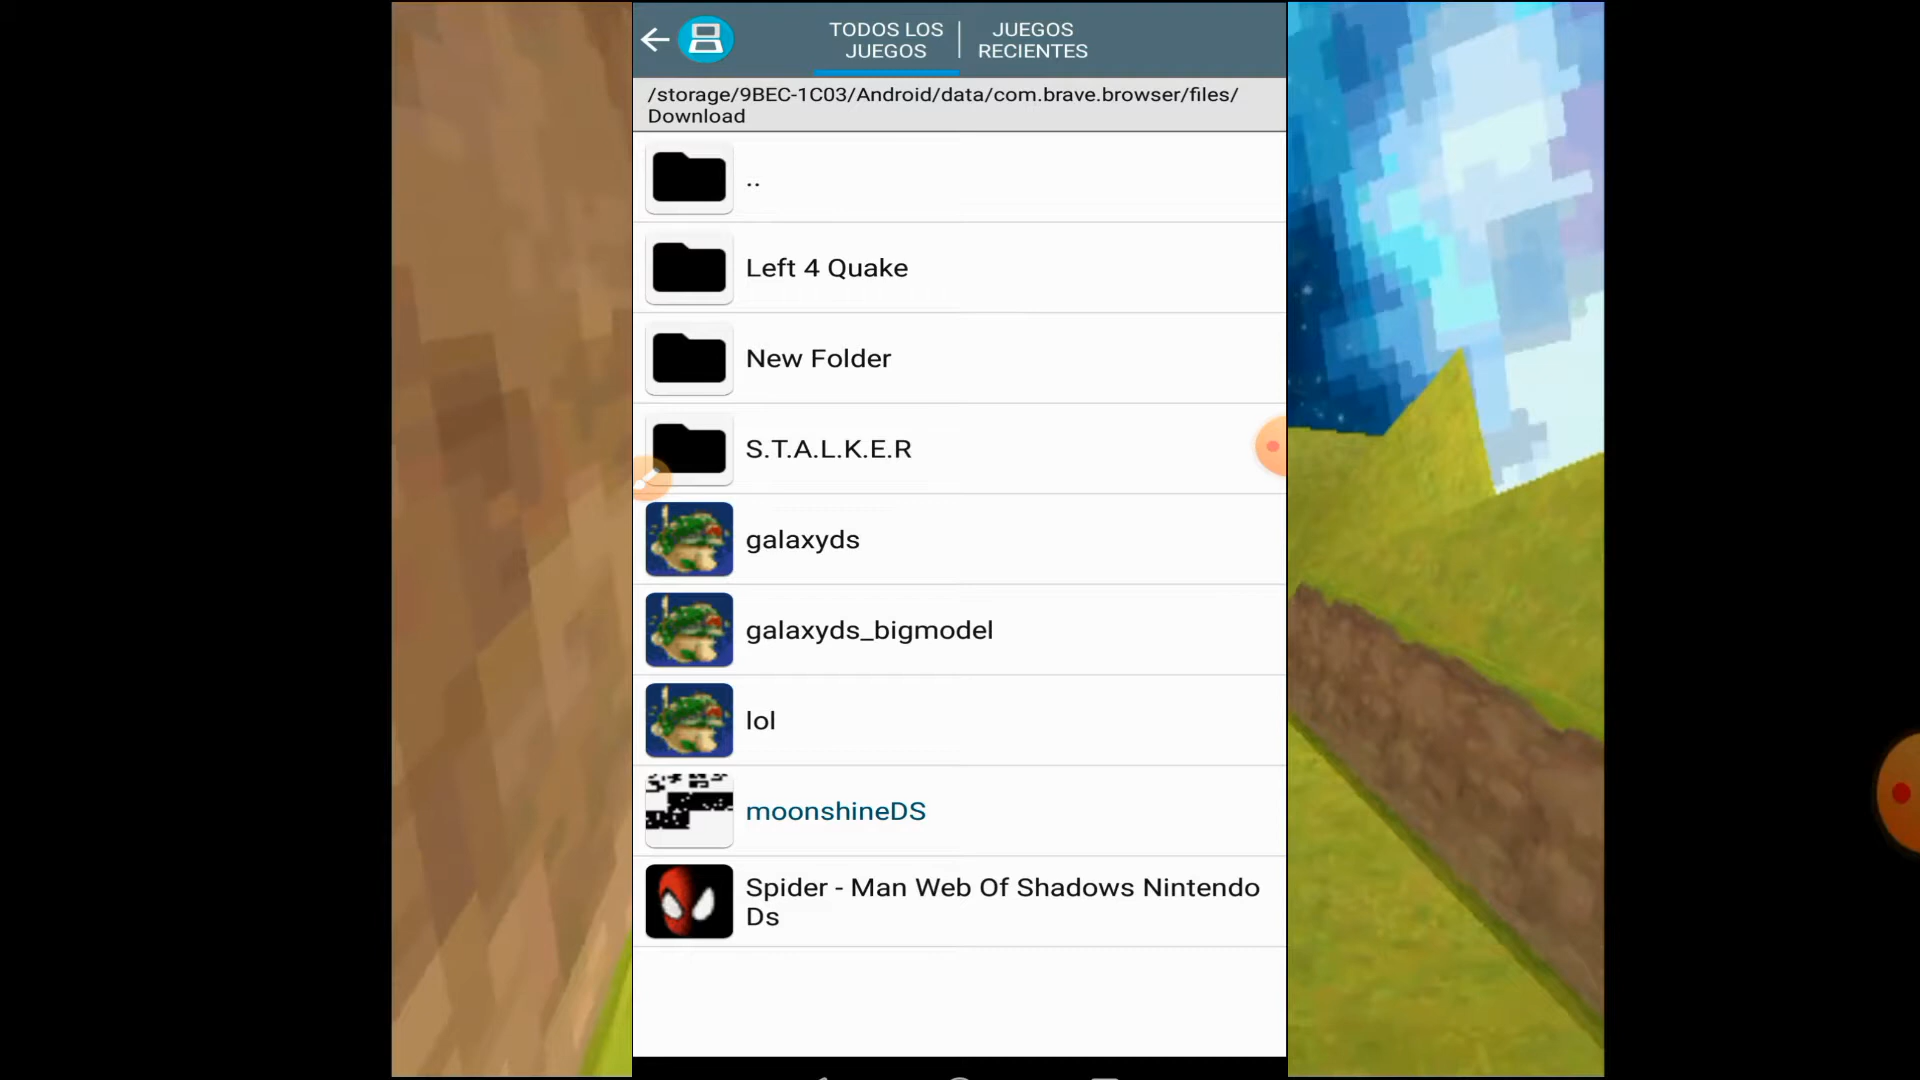 TODOS LOS
JUEGOS
JUEGOS
RECIENTES
/storage/9BEC-1C03/Android/data/com.brave.browser/files/
Download
..
Left 4 Quake
New Folder
S.T.A.L.K.E.R
galaxyds
galaxyds_bigmodel
lol
moonshineDS
Spider - Man Web Of Shadows Nintendo
Ds